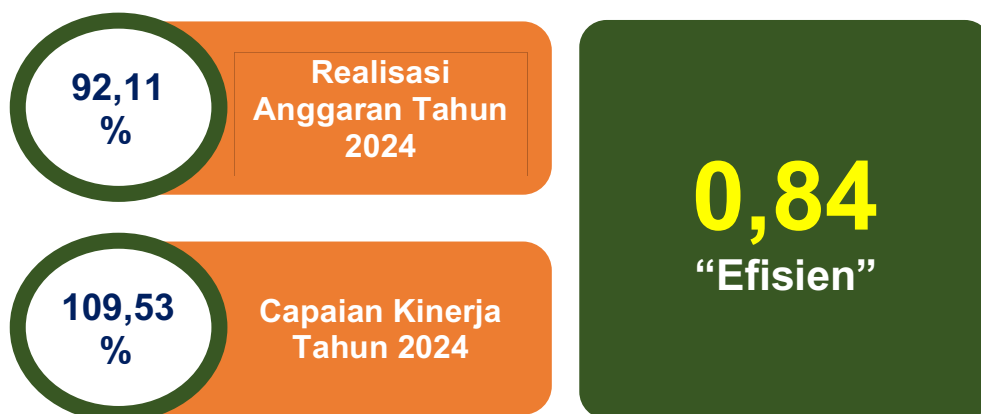 92,11
%
Realisasi
Anggaran Tahun
2024
109,53
%
Capaian Kinerja
Tahun 2024
0,84
“Efisien”